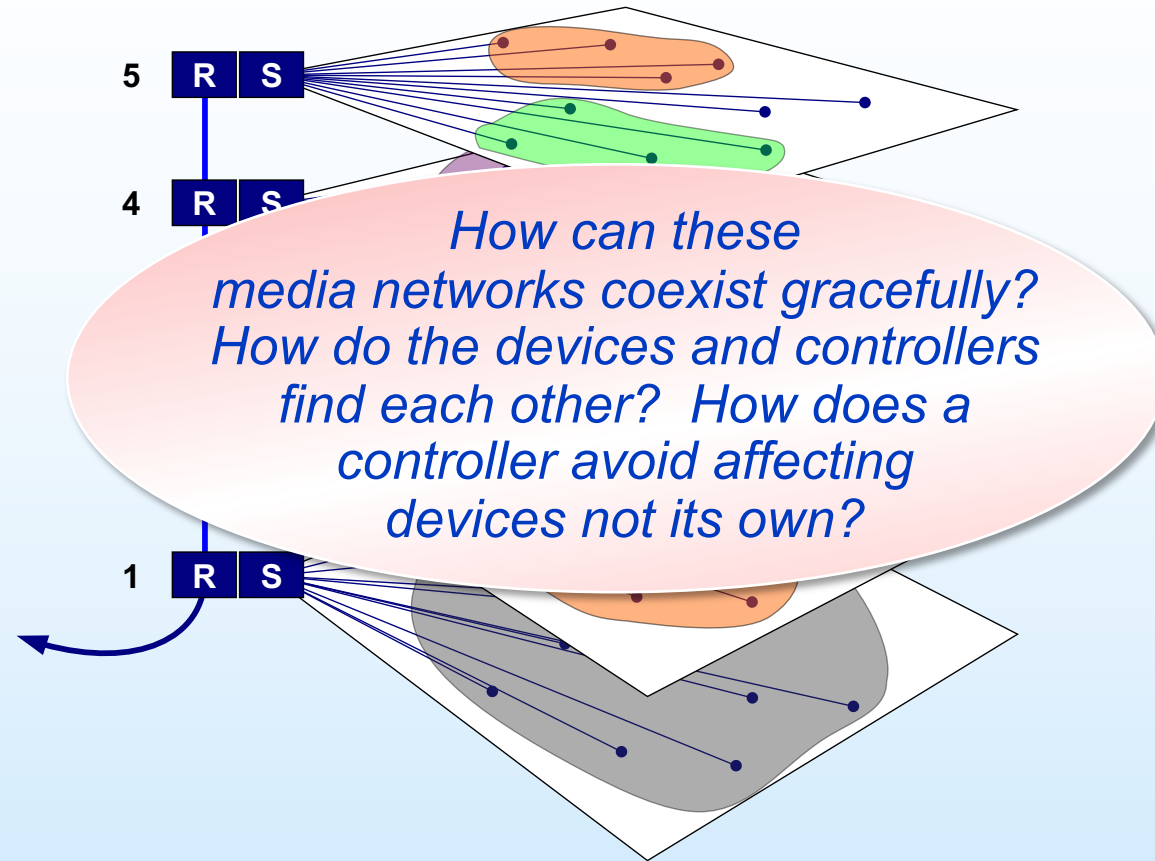 5 R S
4 R S
How can these
media networks coexist gracefully?
How do the devices and controllers
find each other? How does a
controller avoid affecting
devices not its own?
1 R S